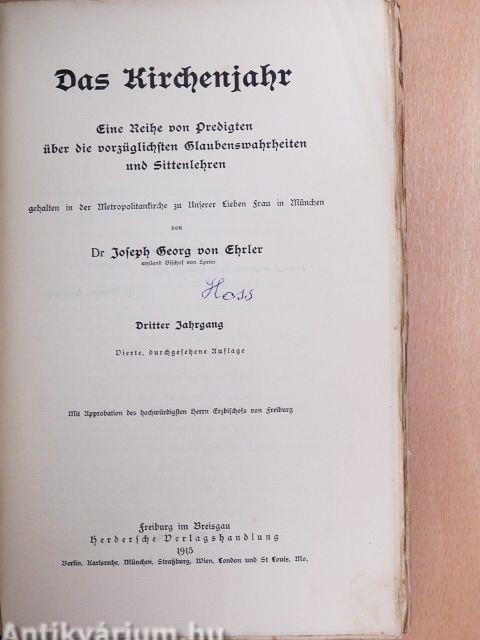 Das Kirchenjahr
Eine Reihe von Predigten
über die vorzüglichsten Glaubenswahrheiten
und Sittenlehren
gehalten in der Metropolitankirche zu Unserer Lieben Frau in München
von
Dr Joseph Georg von Ehrler
weiland Bischof von Speier
Hoss
Dritter Jahrgang
Vierte, durchgesehene Auflage
Mit Approbation des hochwürdigsten Herrn Erzbischofs von Freiburg
Freiburg im Breisgau
Herdersche Verlagshandlung
1915
Berlin, Karlsruhe, München, Straßburg, Wien, London und St Louis, Mo.
Antikvárium.hu